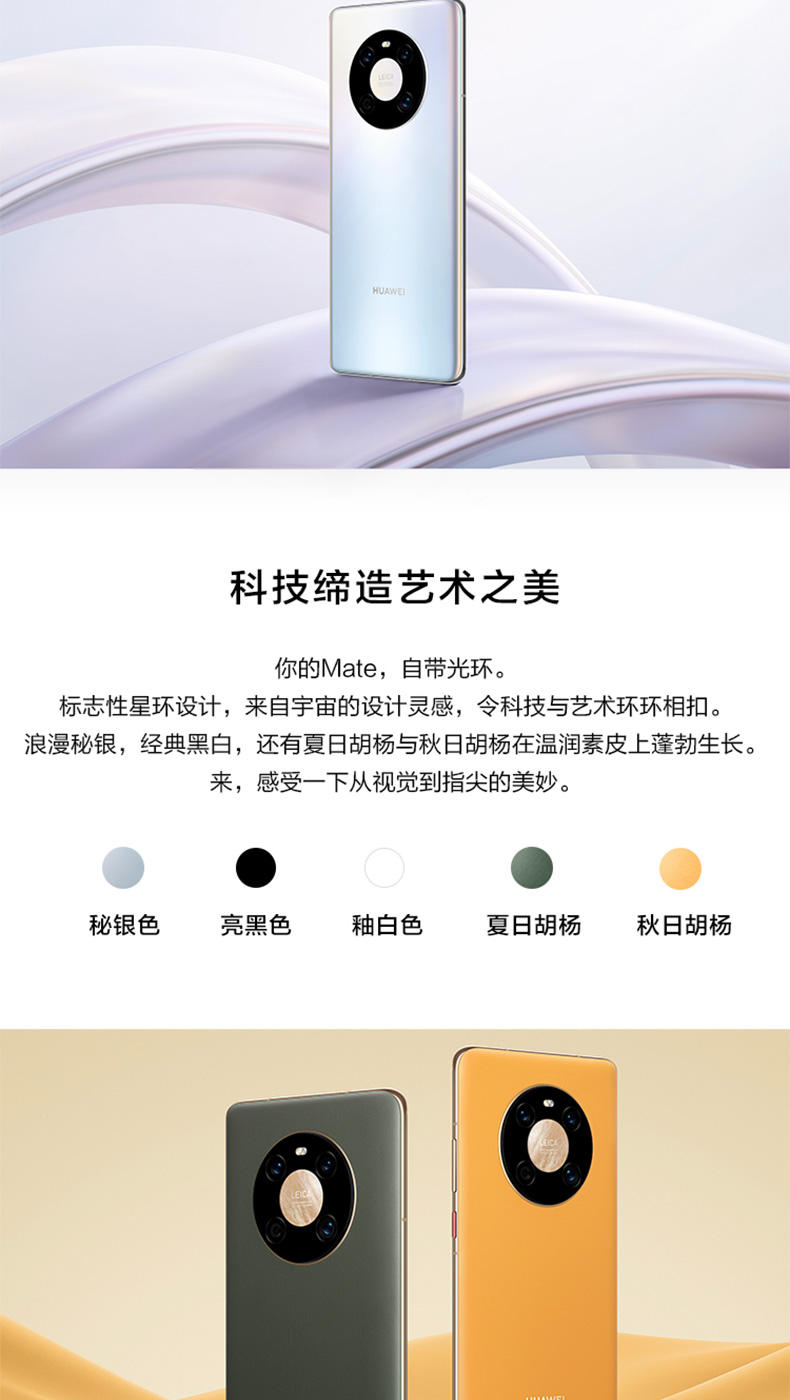 LEICA
HUAWEI
科技缔造艺术之美
你的Mate，自带光环。
标志性星环设计，来自宇宙的设计灵感，令科技与艺术环环相扣。
浪漫秘银，经典黑白，还有夏日胡杨与秋日胡杨在温润素皮上蓬勃生长。
来，感受一下从视觉到指尖的美妙。
秘银色 亮黑色 釉白色 夏日胡杨 秋日胡杨
LEICA
LEICA
HUAWEI